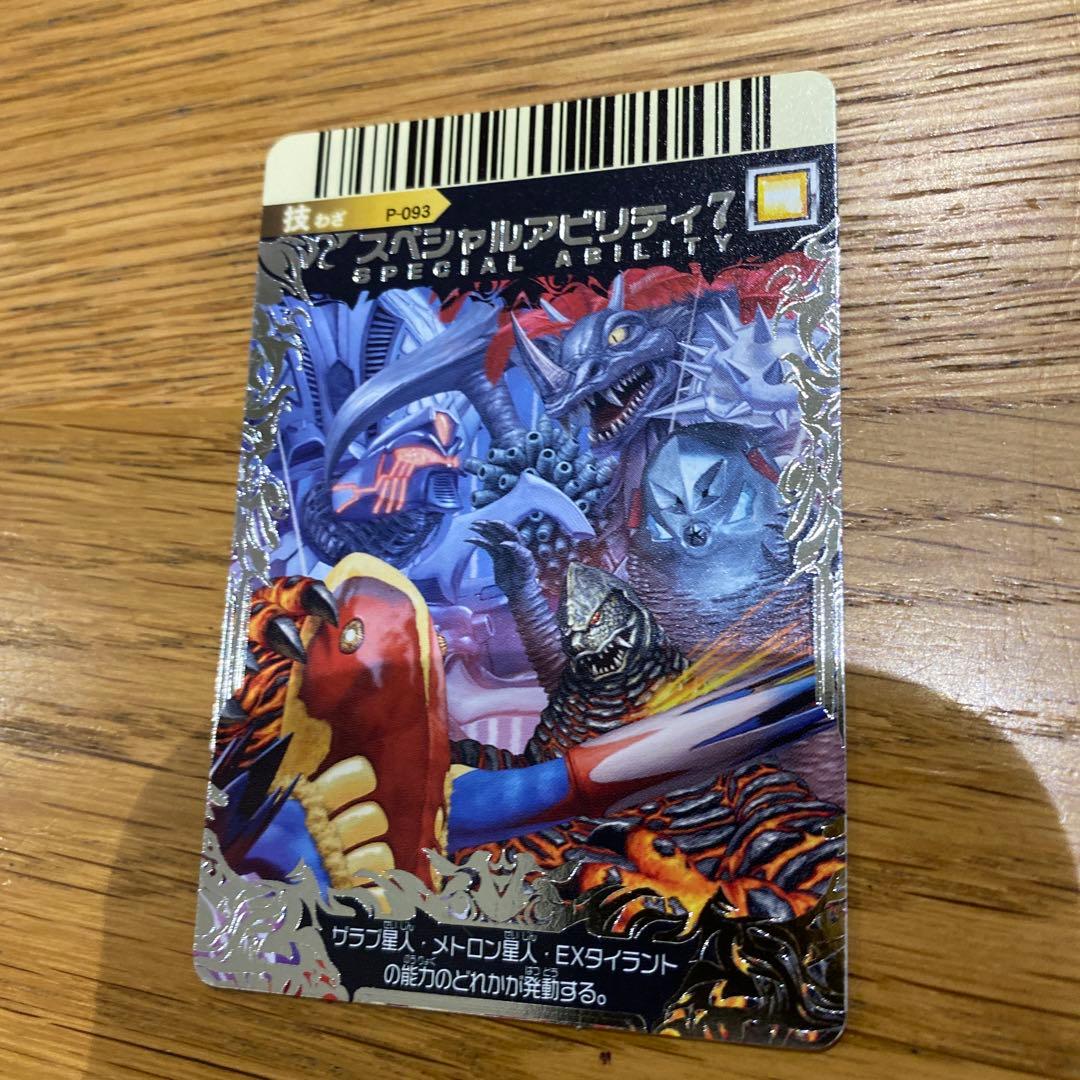 技 わざ P-093
スペシャルアビリティ7
SPECIAL ABILITY
ザラブ星人・メトロン星人・EXタイラント
の能力のどれかが発動する。